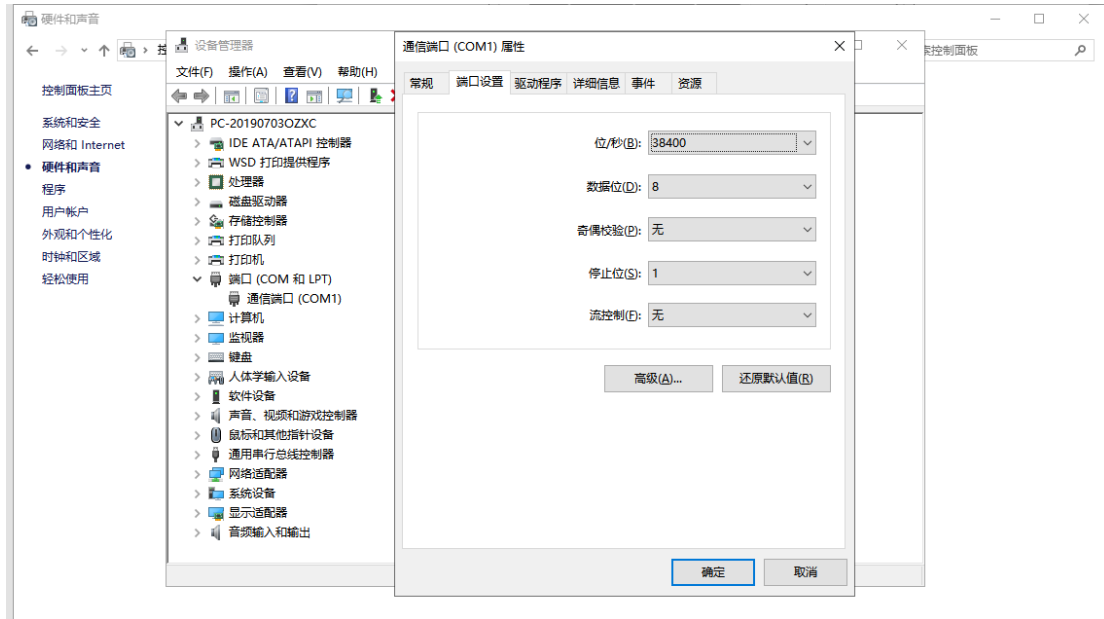 硬件和声音
控制面板主页
系统和安全
网络和 Internet
硬件和声音
程序
用户帐户
外观和个性化
时钟和区域
轻松使用
设备管理器
文件(F) 操作(A) 查看(V) 帮助(H)
PC-20190703OZXC
IDE ATA/ATAPI 控制器
WSD 打印提供程序
处理器
磁盘驱动器
存储控制器
打印队列
打印机
端口 (COM 和 LPT)
通信端口 (COM1)
计算机
监视器
键盘
人体学输入设备
软件设备
声音、视频和游戏控制器
鼠标和其他指针设备
通用串行总线控制器
网络适配器
系统设备
显示适配器
音频输入和输出
通信端口 (COM1) 属性
常规 端口设置 驱动程序 详细信息 事件 资源
位/秒(B): 38400
数据位(D): 8
奇偶校验(P): 无
停止位(S): 1
流控制(F): 无
高级(A)... 还原默认值(R)
确定 取消
控制面板